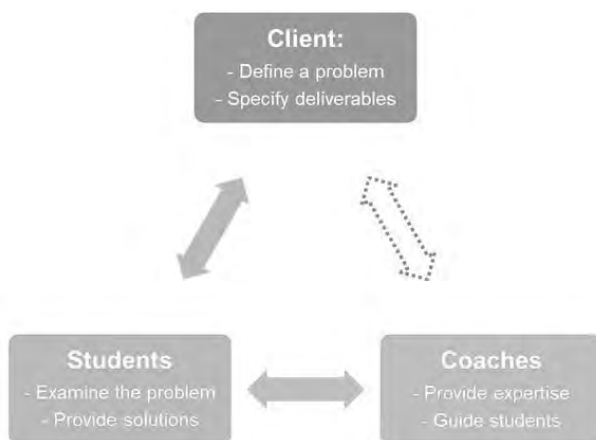 Client:
- Define a problem
- Specify deliverables
Students
- Examine the problem
- Provide solutions
Coaches
- Provide expertise
- Guide students